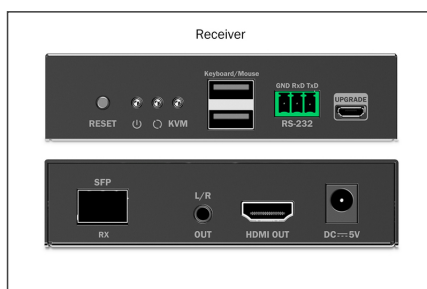 Receiver
Keyboard/Mouse
GND RxD TxD
UPGRADE
RESET
KVM
RS-232
SFP
L/R
RX
OUT
HDMI OUT
DC⎓5V